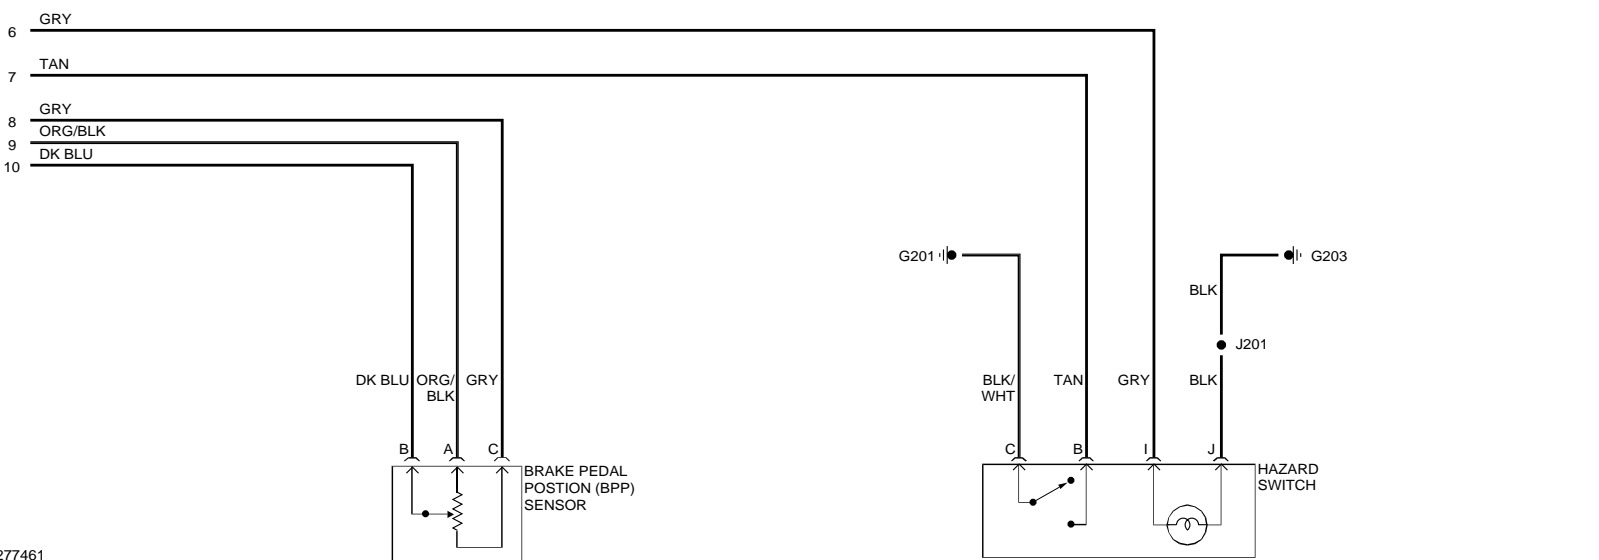 GRY
6
TAN
7
GRY
8
ORG/BLK
9
DK BLU
10
G201
G203
BLK
J201
DK BLU
ORG/
BLK
GRY
BLK/
WHT
TAN
GRY
BLK
B
A
C
C
B
I
J
BRAKE PEDAL
POSTION (BPP)
SENSOR
HAZARD
SWITCH
277461